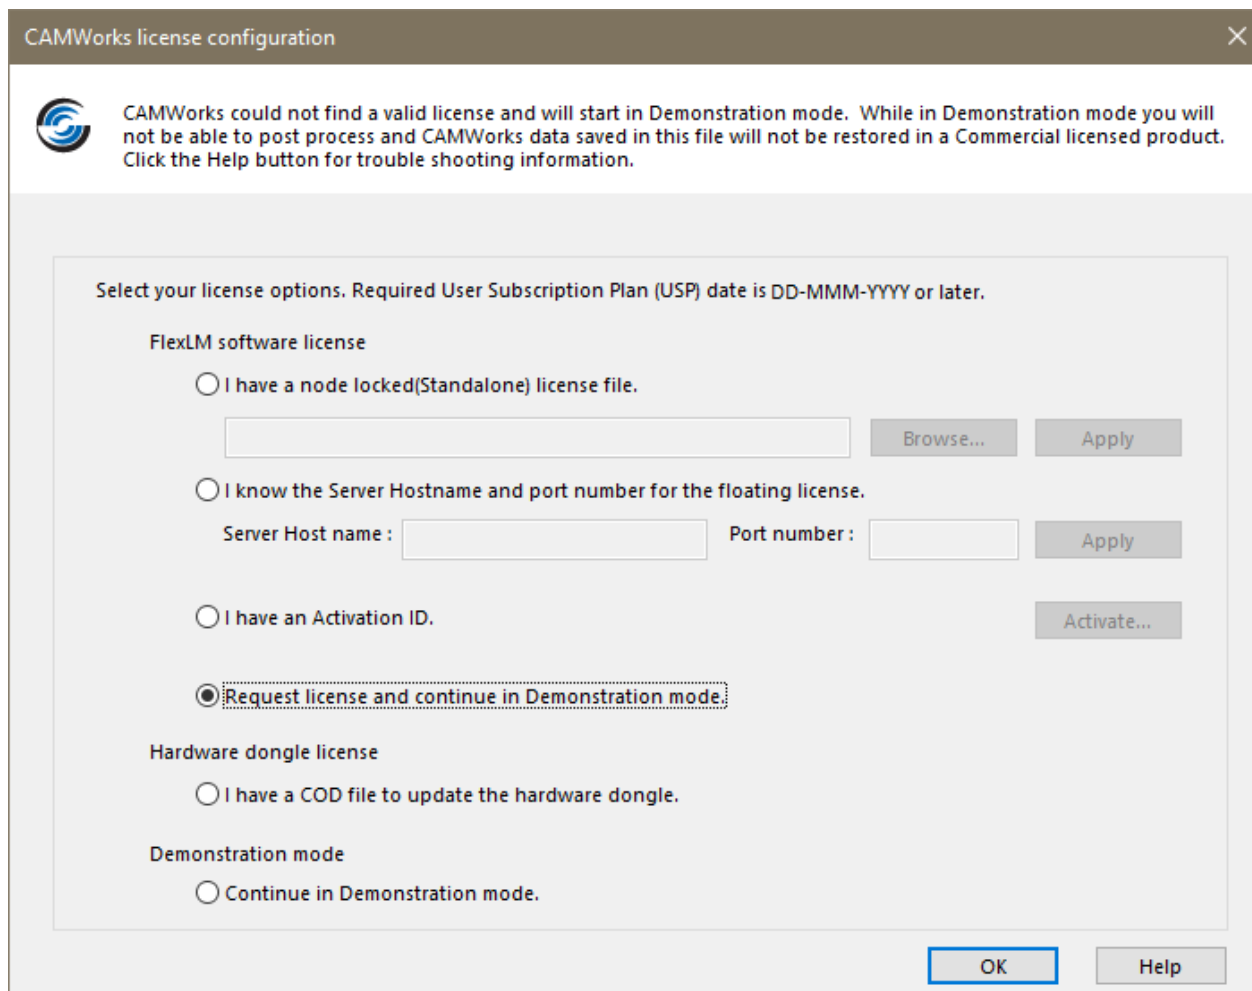 CAMWorks license configuration
CAMWorks could not find a valid license and will start in Demonstration mode.  While in Demonstration mode you will
not be able to post process and CAMWorks data saved in this file will not be restored in a Commercial licensed product.
Click the Help button for trouble shooting information.
Select your license options. Required User Subscription Plan (USP) date is DD-MMM-YYYY or later.
FlexLM software license
I have a node locked(Standalone) license file.
Browse... Apply
I know the Server Hostname and port number for the floating license.
Server Host name : Port number : Apply
I have an Activation ID. Activate...
Request license and continue in Demonstration mode.
Hardware dongle license
I have a COD file to update the hardware dongle.
Demonstration mode
Continue in Demonstration mode.
OK Help